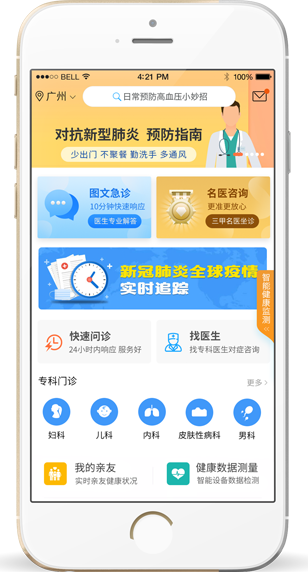 BELL 4:21 PM 100%
广州 日常预防高血压小妙招
对抗新型肺炎 预防指南
少出门 不聚餐 勤洗手 多通风
图文急诊
10分钟快速响应
医生专业解答
名医咨询
更准更放心
三甲名医坐诊
新冠肺炎全球疫情
实时追踪
智能健康监测
快速问诊
24小时内响应 服务好
找医生
找专科医生对症咨询
专科门诊 更多
妇科 儿科 内科 皮肤性病科 男科
我的亲友
实时亲友健康状况
健康数据测量
智能设备数据检测